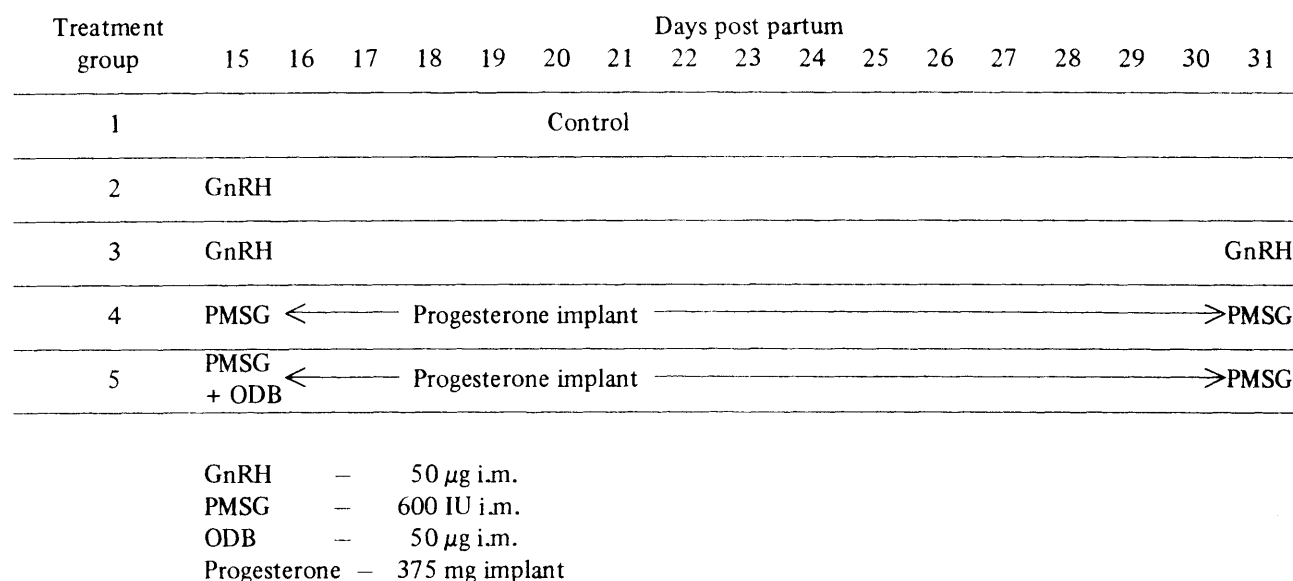 Treatment Days post partum
group 15 16 17 18 19 20 21 22 23 24 25 26 27 28 29 30 31
1 Control
2 GnRH
3 GnRH GnRH
4 PMSG <——— Progesterone implant ———> PMSG
PMSG
5 <——— Progesterone implant ———> PMSG
+ ODB
GnRH – 50 μg i.m.
PMSG – 600 IU i.m.
ODB – 50 μg i.m.
Progesterone – 375 mg implant